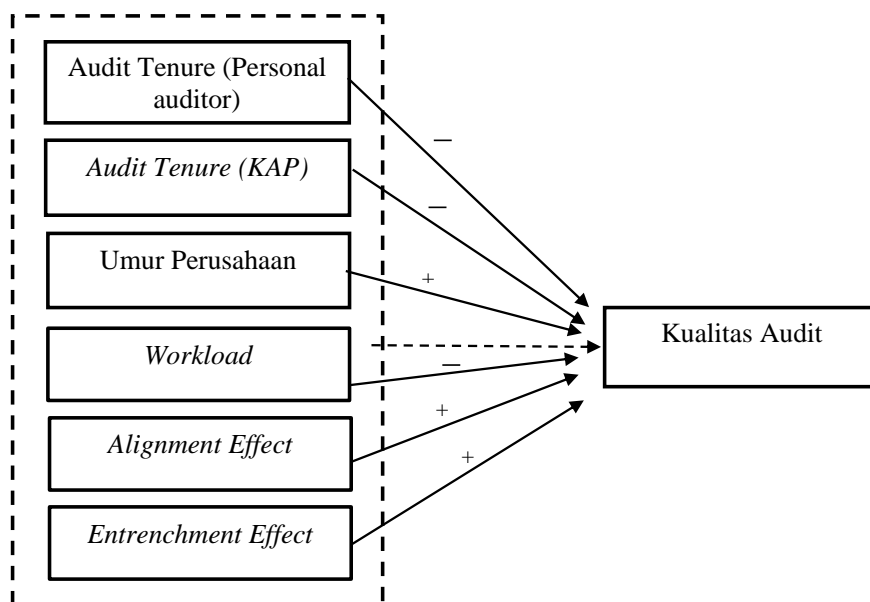 Audit Tenure (Personal
auditor)
—
Audit Tenure (KAP)
—
Umur Perusahaan
+
Kualitas Audit
Workload
—
+
Alignment Effect
+
Entrenchment Effect